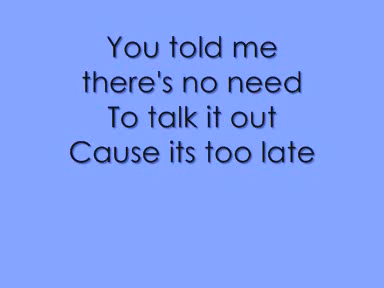 You told me
there's no need
To talk it out
Cause its too late